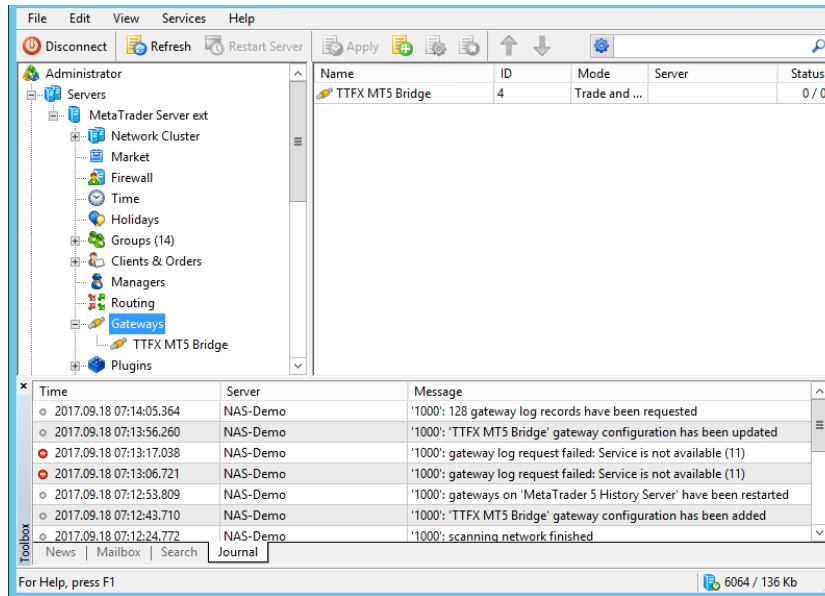 File Edit View Services Help
Disconnect Refresh Restart Server Apply
Administrator
Servers
MetaTrader Server ext
Network Cluster
Market
Firewall
Time
Holidays
Groups (14)
Clients & Orders
Managers
Routing
Gateways
TTFX MT5 Bridge
Plugins
Name ID Mode Server Status
TTFX MT5 Bridge 4 Trade and ... 0 / 0
Time Server Message
2017.09.18 07:14:05.364 NAS-Demo '1000': 128 gateway log records have been requested
2017.09.18 07:13:56.260 NAS-Demo '1000': 'TTFX MT5 Bridge' gateway configuration has been updated
2017.09.18 07:13:17.038 NAS-Demo '1000': gateway log request failed: Service is not available (11)
2017.09.18 07:13:06.721 NAS-Demo '1000': gateway log request failed: Service is not available (11)
2017.09.18 07:12:53.809 NAS-Demo '1000': gateways on 'MetaTrader 5 History Server' have been restarted
2017.09.18 07:12:43.710 NAS-Demo '1000': 'TTFX MT5 Bridge' gateway configuration has been added
2017.09.18 07:12:24.772 NAS-Demo '1000': scanning network finished
Toolbox
News | Mailbox | Search | Journal
For Help, press F1 6064 / 136 Kb